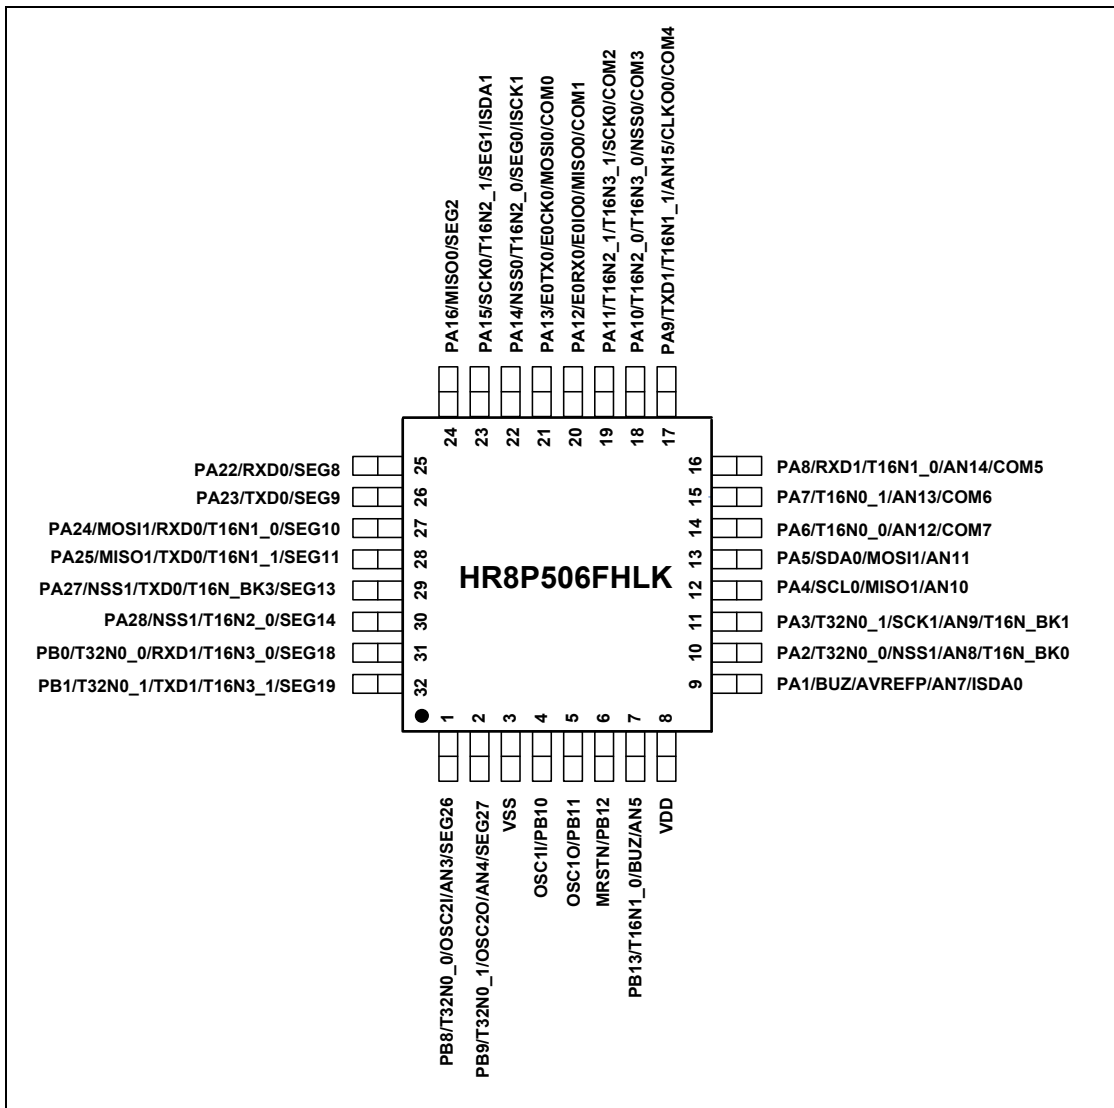 PA16/MISO0/SEG2
PA15/SCK0/T16N2_1/SEG1/ISDA1
PA14/NSS0/T16N2_0/SEG0/ISCK1
PA13/E0TX0/E0CK0/MOSI0/COM0
PA12/E0RX0/E0IO0/MISO0/COM1
PA11/T16N2_1/T16N3_1/SCK0/COM2
PA10/T16N2_0/T16N3_0/NSS0/COM3
PA9/TXD1/T16N1_1/AN15/CLKO0/COM4
24
23
22
21
20
19
18
17
PA22/RXD0/SEG8
25
PA23/TXD0/SEG9
26
PA24/MOSI1/RXD0/T16N1_0/SEG10
27
PA25/MISO1/TXD0/T16N1_1/SEG11
28
PA27/NSS1/TXD0/T16N_BK3/SEG13
29
PA28/NSS1/T16N2_0/SEG14
30
PB0/T32N0_0/RXD1/T16N3_0/SEG18
31
PB1/T32N0_1/TXD1/T16N3_1/SEG19
32
HR8P506FHLK
16
PA8/RXD1/T16N1_0/AN14/COM5
15
PA7/T16N0_1/AN13/COM6
14
PA6/T16N0_0/AN12/COM7
13
PA5/SDA0/MOSI1/AN11
12
PA4/SCL0/MISO1/AN10
11
PA3/T32N0_1/SCK1/AN9/T16N_BK1
10
PA2/T32N0_0/NSS1/AN8/T16N_BK0
9
PA1/BUZ/AVREFP/AN7/ISDA0
1
2
3
4
5
6
7
8
PB8/T32N0_0/OSC2I/AN3/SEG26
PB9/T32N0_1/OSC2O/AN4/SEG27
VSS
OSC1I/PB10
OSC1O/PB11
MRSTN/PB12
PB13/T16N1_0/BUZ/AN5
VDD